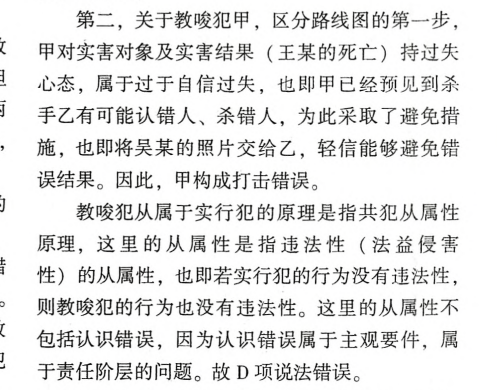 第二，关于教唆犯甲，区分路线图的第一步，
甲对实害对象及实害结果（王某的死亡）持过失
心态，属于过于自信过失，也即甲已经预见到杀
手乙有可能认错人、杀错人，为此采取了避免措
施，也即将吴某的照片交给乙，轻信能够避免错
误结果。因此，甲构成打击错误。
教唆犯从属于实行犯的原理是指共犯从属性
原理，这里的从属性是指违法性（法益侵害
性）的从属性，也即若实行犯的行为没有违法性，
则教唆犯的行为也没有违法性。这里的从属性不
包括认识错误，因为认识错误属于主观要件，属
于责任阶层的问题。故 D 项说法错误。